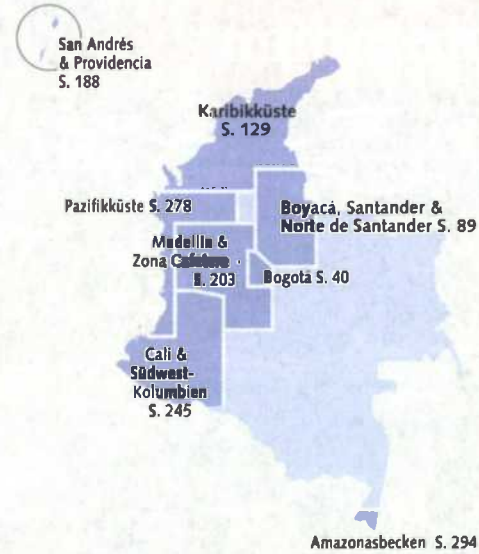 San Andrés
& Providencia
S. 188
Karibikküste
S. 129
Pazifikküste S. 278
Boyacá, Santander &
Norte de Santander S. 89
Medellín &
Zona
S. 203
Bogotá S. 40
Cali &
Südwest-
Kolumbien
S. 245
Amazonasbecken S. 294